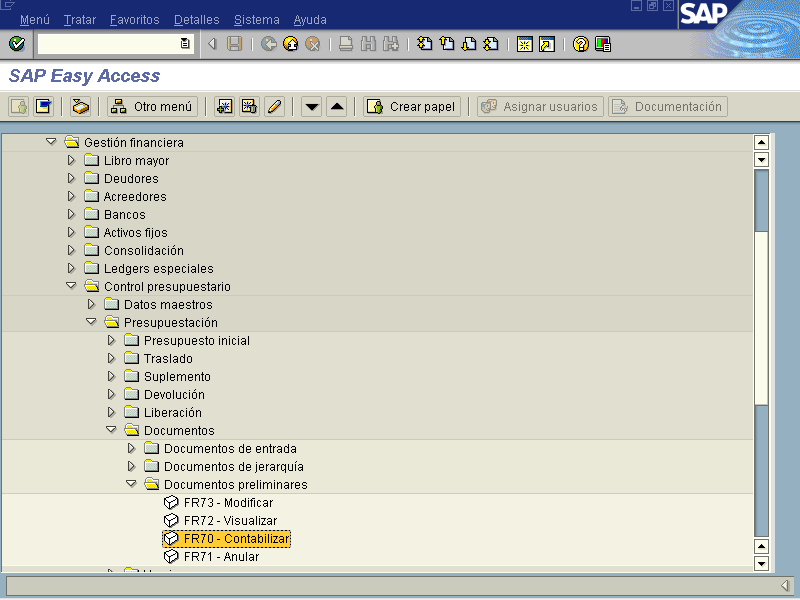 Menú Tratar Favoritos Detalles Sistema Ayuda
SAP
SAP Easy Access
Otro menú Crear papel Asignar usuarios Documentación
Gestión financiera
Libro mayor
Deudores
Acreedores
Bancos
Activos fijos
Consolidación
Ledgers especiales
Control presupuestario
Datos maestros
Presupuestación
Presupuesto inicial
Traslado
Suplemento
Devolución
Liberación
Documentos
Documentos de entrada
Documentos de jerarquía
Documentos preliminares
FR73 - Modificar
FR72 - Visualizar
FR70 - Contabilizar
FR71 - Anular